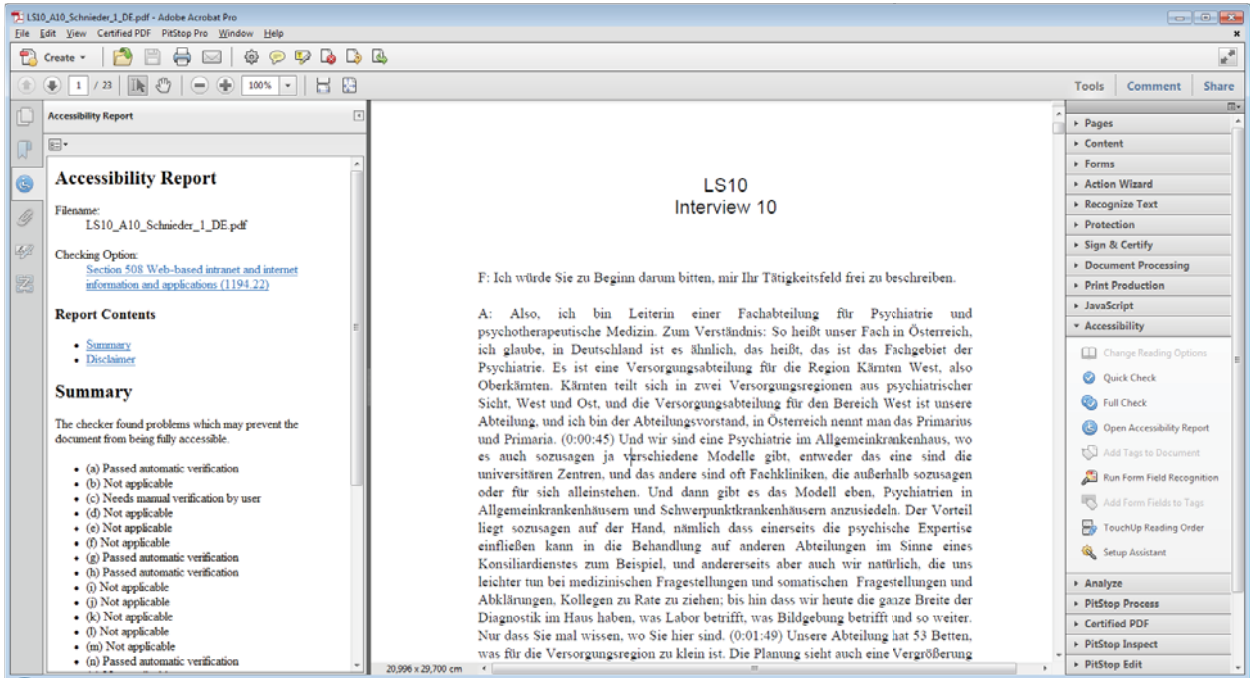 LS10_A10_Schnieder_1_DE.pdf - Adobe Acrobat Pro
File Edit View Certified PDF PitStop Pro Window Help
Create
1 / 23
100%
Tools Comment Share
Accessibility Report
Accessibility Report
Filename:
LS10_A10_Schnieder_1_DE.pdf
Checking Option:
Section 508 Web-based intranet and internet
information and applications (1194.22)
Report Contents
• Summary
• Disclaimer
Summary
The checker found problems which may prevent the
document from being fully accessible.
• (a) Passed automatic verification
• (b) Not applicable
• (c) Needs manual verification by user
• (d) Not applicable
• (e) Not applicable
• (f) Not applicable
• (g) Passed automatic verification
• (h) Passed automatic verification
• (i) Not applicable
• (j) Not applicable
• (k) Not applicable
• (l) Not applicable
• (m) Not applicable
• (n) Passed automatic verification
LS10
Interview 10
F: Ich würde Sie zu Beginn darum bitten, mir Ihr Tätigkeitsfeld frei zu beschreiben.
A: Also, ich bin Leiterin einer Fachabteilung für Psychiatrie und
psychotherapeutische Medizin. Zum Verständnis: So heißt unser Fach in Österreich,
ich glaube, in Deutschland ist es ähnlich, das heißt, das ist das Fachgebiet der
Psychiatrie. Es ist eine Versorgungsabteilung für die Region Kärnten West, also
Oberkärnten. Kärnten teilt sich in zwei Versorgungsregionen aus psychiatrischer
Sicht, West und Ost, und die Versorgungsabteilung für den Bereich West ist unsere
Abteilung, und ich bin der Abteilungsvorstand, in Österreich nennt man das Primarius
und Primaria. (0:00:45) Und wir sind eine Psychiatrie im Allgemeinkrankenhaus, wo
es auch sozusagen ja verschiedene Modelle gibt, entweder das eine sind die
universitären Zentren, und das andere sind oft Fachkliniken, die außerhalb sozusagen
oder für sich alleinstehen. Und dann gibt es das Modell eben, Psychiatrien in
Allgemeinkrankenhäusern und Schwerpunktkrankenhäusern anzusiedeln. Der Vorteil
liegt sozusagen auf der Hand, nämlich dass einerseits die psychische Expertise
einfließen kann in die Behandlung auf anderen Abteilungen im Sinne eines
Konsiliardienstes zum Beispiel, und andererseits aber auch wir natürlich, die uns
leichter tun bei medizinischen Fragestellungen und somatischen Fragestellungen und
Abklärungen, Kollegen zu Rate zu ziehen; bis hin dass wir heute die ganze Breite der
Diagnostik im Haus haben, was Labor betrifft, was Bildgebung betrifft und so weiter.
Nur dass Sie mal wissen, wo Sie hier sind. (0:01:49) Unsere Abteilung hat 53 Betten,
was für die Versorgungsregion zu klein ist. Die Planung sieht auch eine Vergrößerung
20,996 x 29,700 cm
Pages
Content
Forms
Action Wizard
Recognize Text
Protection
Sign & Certify
Document Processing
Print Production
JavaScript
Accessibility
Change Reading Options
Quick Check
Full Check
Open Accessibility Report
Add Tags to Document
Run Form Field Recognition
Add Form Fields to Tags
TouchUp Reading Order
Setup Assistant
Analyze
PitStop Process
Certified PDF
PitStop Inspect
PitStop Edit